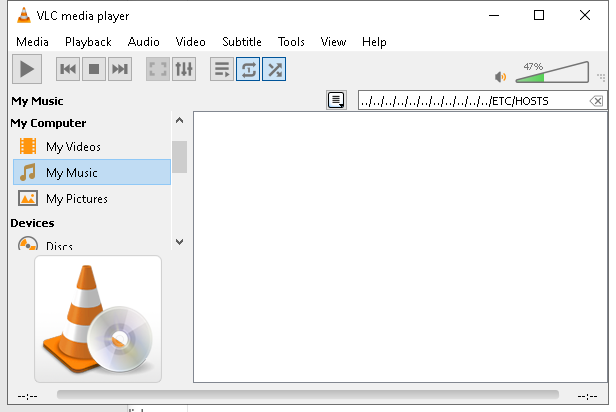 VLC media player
Media Playback Audio Video Subtitle Tools View Help
47%
My Music
../../../../../../../../../../../ETC/HOSTS
My Computer
My Videos
My Music
My Pictures
Devices
Discs
--:--
--:--